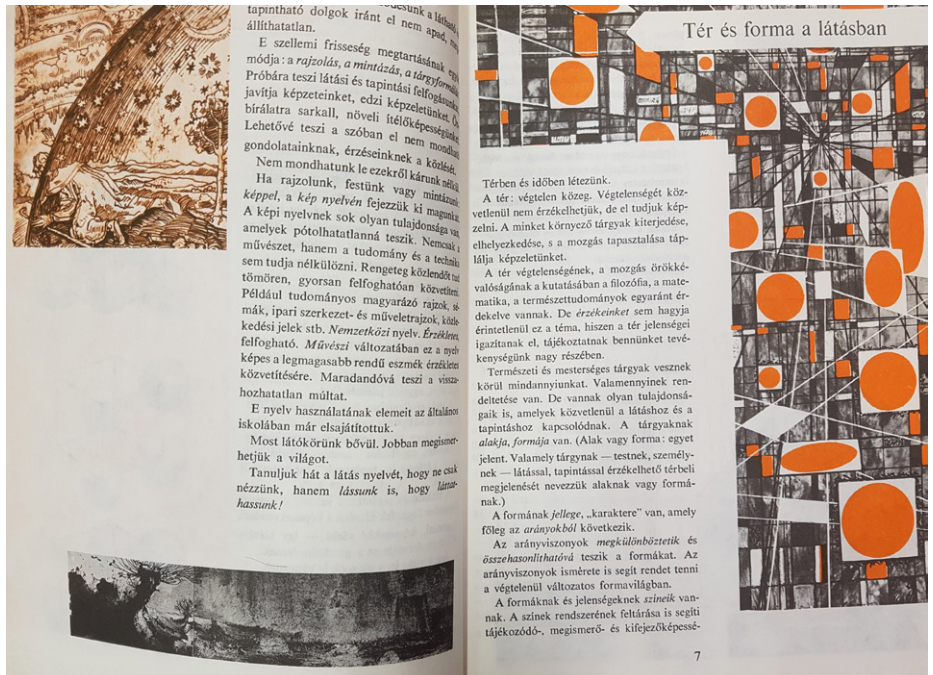 tapintható dolgok iránt el nem apad,
állíthatatlan.
E szellemi frisseség megtartásának
módja: a rajzolás, a mintázás, a tárgyformálás
Próbára teszi látási és tapintási felfogásunkat
javítja képzeteinket, edzi képzeletünket.
bírálatra sarkall, növeli ítélőképességünket
Lehetővé teszi a szóban el nem mondható
gondolatainknak, érzéseinknek a közlését.
Nem mondhatunk le ezekről kárunk nélkül
Ha rajzolunk, festünk vagy mintázunk
képpel, a kép nyelvén fejezzük ki magunkat
A képi nyelvnek sok olyan tulajdonsága van,
amelyek pótolhatatlanná teszik. Nemcsak a
művészet, hanem a tudomány és a technika
sem tudja nélkülözni. Rengeteg közlendőt tud
tömören, gyorsan felfoghatóan közvetíteni
Például tudományos magyarázó rajzok, sé-
mák, ipari szerkezet- és műveletrajzok, közle-
kedési jelek stb. Nemzetközi nyelv. Érzékletes,
felfogható. Művészi változatában ez a nyelv
képes a legmagasabb rendű eszmék érzékletes
közvetítésére. Maradandóvá teszi a vissza-
hozhatatlan múltat.
E nyelv használatának elemeit az általános
iskolában már elsajátítottuk.
Most látókörünk bővül. Jobban megismer-
hetjük a világot.
Tanuljuk hát a látás nyelvét, hogy ne csak
nézzünk, hanem lássunk is, hogy láttat-
hassunk!
Tér és forma a látásban
Térben és időben létezünk.
A tér: végtelen közeg. Végtelenségét köz-
vetlenül nem érzékelhetjük, de el tudjuk kép-
zelni. A minket környező tárgyak kiterjedése,
elhelyezkedése, s a mozgás tapasztalása táp-
lálja képzeletünket.
A tér végtelenségének, a mozgás örökké-
valóságának a kutatásában a filozófia, a mate-
matika, a természettudományok egyaránt ér-
dekelve vannak. De érzékeinket sem hagyja
érintetlenül ez a téma, hiszen a tér jelenségei
igazítanak el, tájékoztatnak bennünket tevé-
kenységünk nagy részében.
Természeti és mesterséges tárgyak vesznek
körül mindannyiunkat. Valamennyinek ren-
deltetése van. De vannak olyan tulajdonsá-
gaik is, amelyek közvetlenül a látáshoz és a
tapintáshoz kapcsolódnak. A tárgyaknak
alakja, formája van. (Alak vagy forma: egyet
jelent. Valamely tárgynak — testnek, személy-
nek — látással, tapintással érzékelhető térbeli
megjelenését nevezzük alaknak vagy formá-
nak.)
A formának jellege, „karaktere” van, amely
főleg az arányokból következik.
Az arányviszonyok megkülönböztetik és
összehasonlíthatóvá teszik a formákat. Az
arányviszonyok ismerete is segít rendet tenni
a végtelenül változatos formavilágban.
A formáknak és jelenségeknek színeik van-
nak. A színek rendszerének feltárása is segíti
tájékozódó-, megismerő- és kifejezőképessé-
7